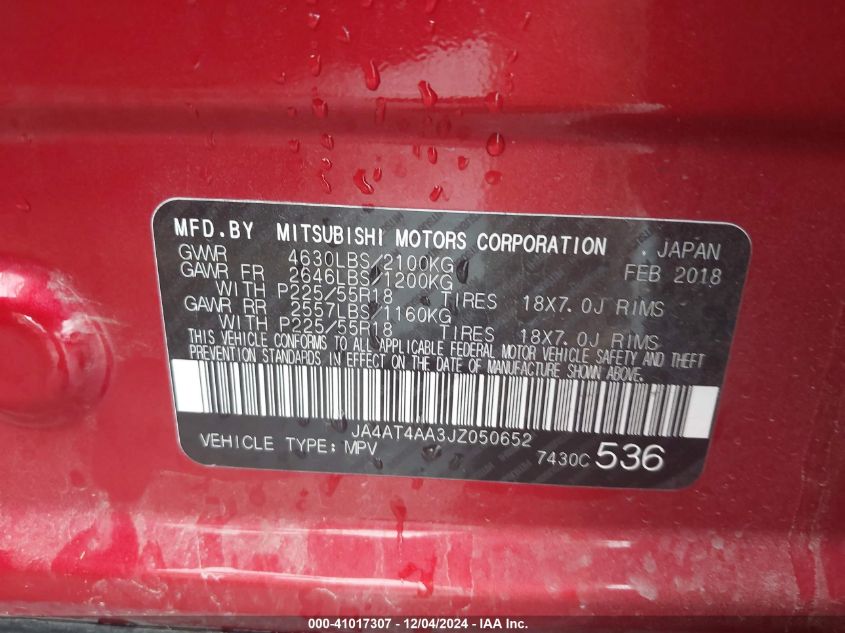 MFD.BY MITSUBISHI MOTORS CORPORATION JAPAN
GVWR 4630LBS/2100KG FEB 2018
GAWR FR 2646LBS/1200KG
WITH P225/55R18 TIRES 18X7.0J RIMS
GAWR RR 2557LBS/1160KG
WITH P225/55R18 TIRES 18X7.0J RIMS
THIS VEHICLE CONFORMS TO ALL APPLICABLE FEDERAL MOTOR VEHICLE SAFETY AND THEFT
PREVENTION STANDARDS IN EFFECT ON THE DATE OF MANUFACTURE SHOWN ABOVE.
JA4AT4AA3JZ050652
VEHICLE TYPE: MPV 7430C 536
000-41017307 - 12/04/2024 - IAA Inc.